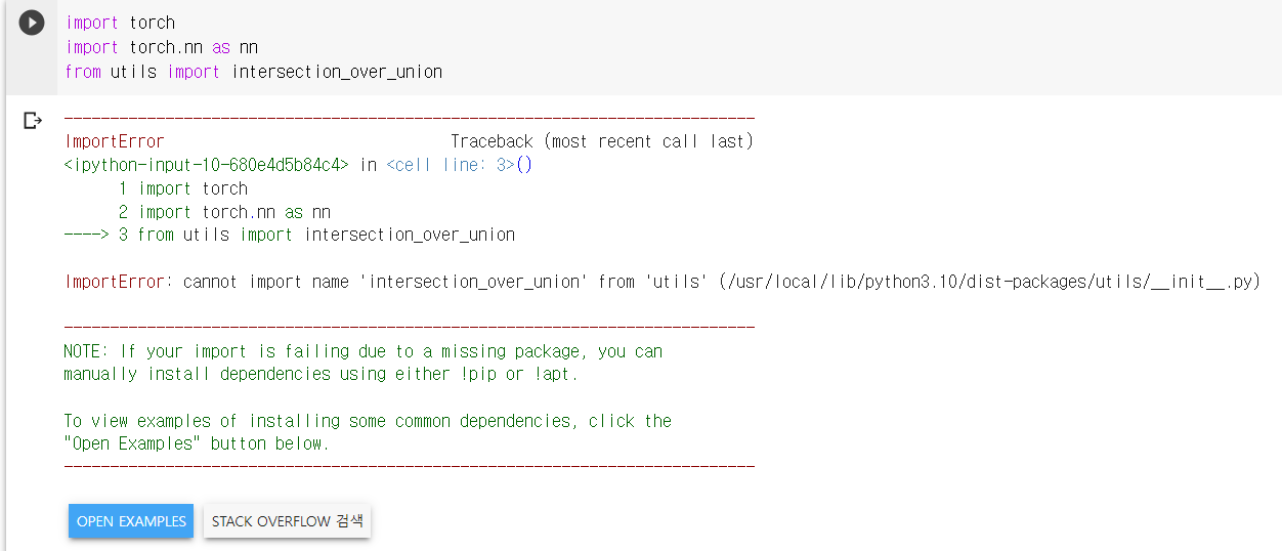 import torch
import torch.nn as nn
from utils import intersection_over_union
---------------------------------------------------------------------------
ImportError                               Traceback (most recent call last)
<ipython-input-10-680e4d5b84c4> in <cell line: 3>()
      1 import torch
      2 import torch.nn as nn
----> 3 from utils import intersection_over_union
ImportError: cannot import name 'intersection_over_union' from 'utils' (/usr/local/lib/python3.10/dist-packages/utils/__init__.py)
---------------------------------------------------------------------------
NOTE: If your import is failing due to a missing package, you can
manually install dependencies using either !pip or !apt.
To view examples of installing some common dependencies, click the
"Open Examples" button below.
---------------------------------------------------------------------------
OPEN EXAMPLES STACK OVERFLOW 검색